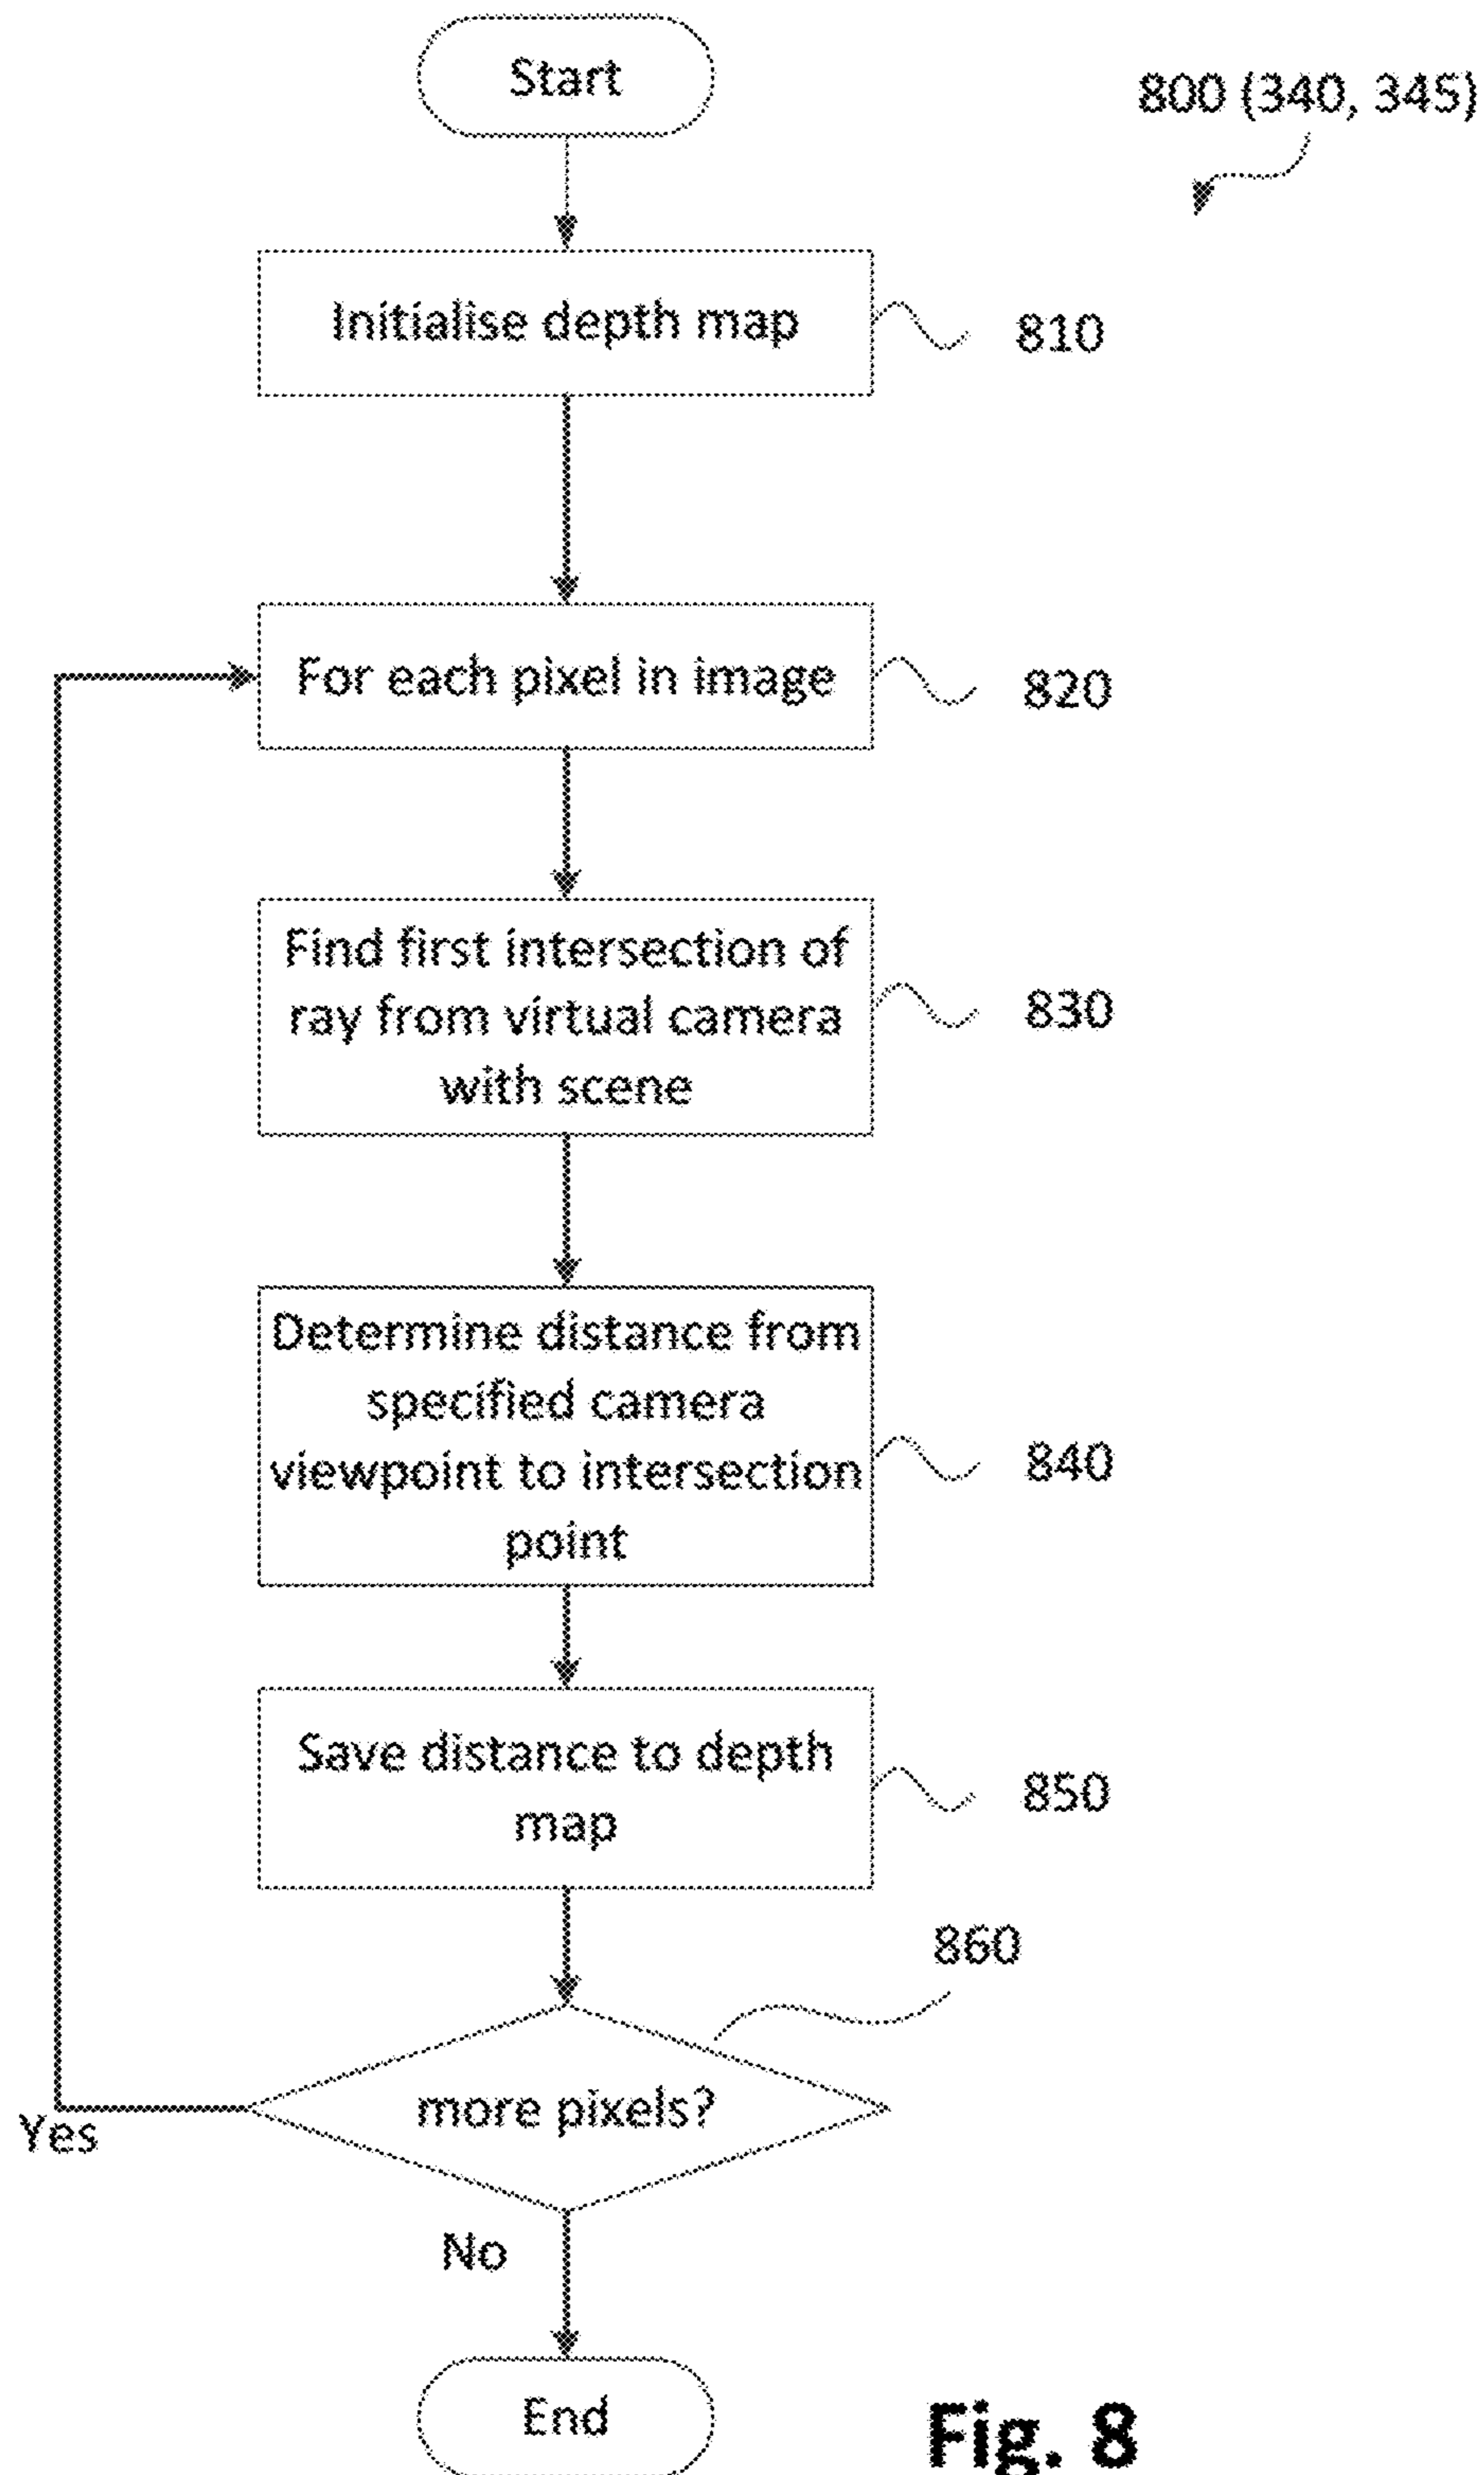 Start
800 (340, 345)
Initialise depth map
810
For each pixel in image
820
Find first intersection of
ray from virtual camera
with scene
830
Determine distance from
specified camera
viewpoint to intersection
point
840
Save distance to depth
map
850
860
more pixels?
Yes
No
End
Fig. 8